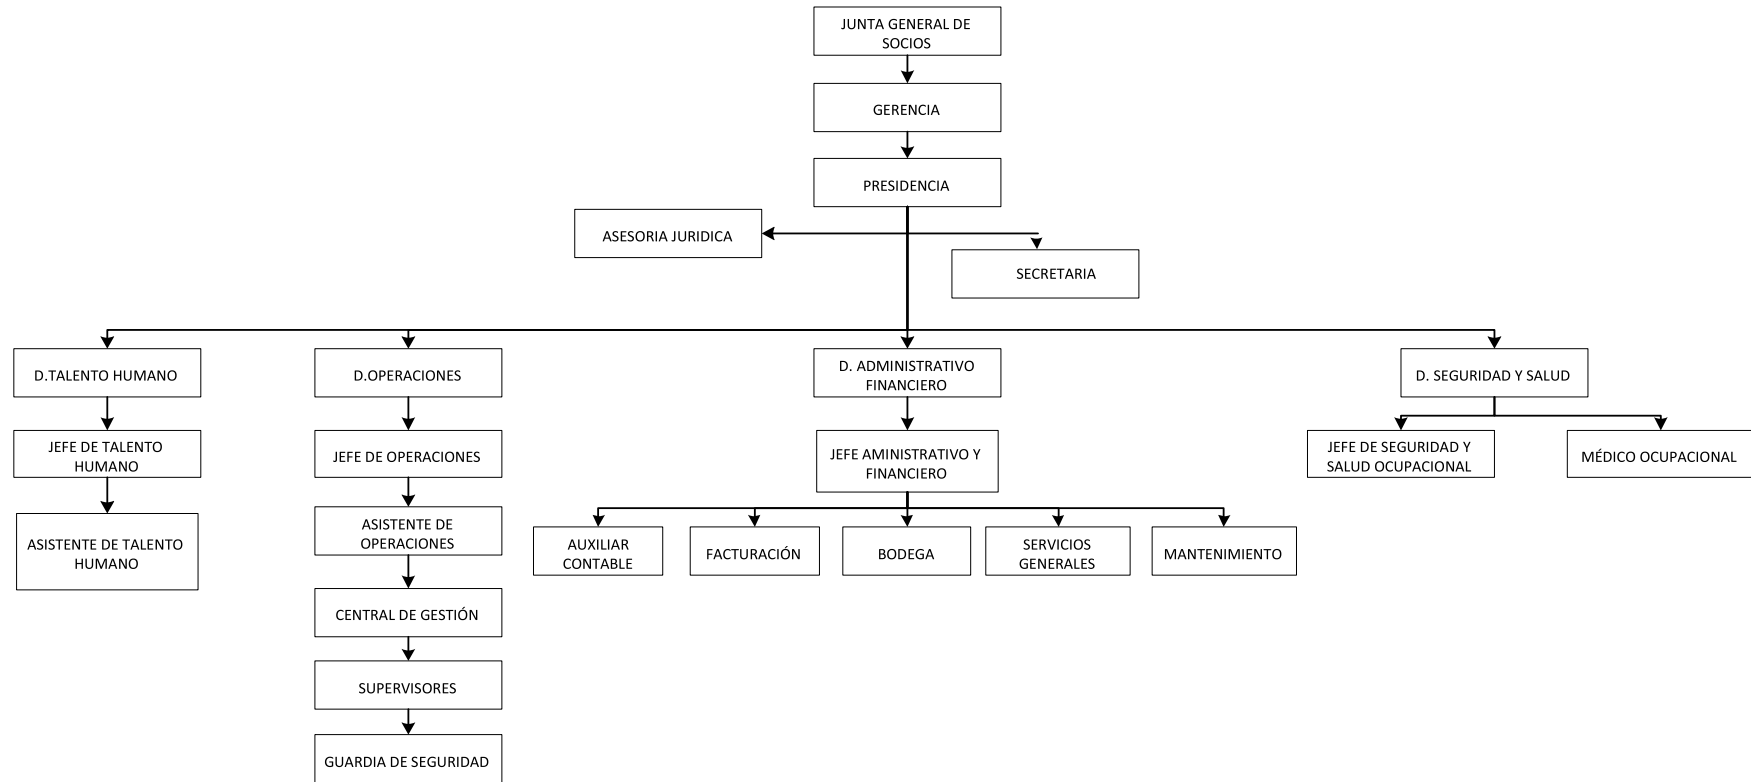 JUNTA GENERAL DE
SOCIOS
GERENCIA
PRESIDENCIA
ASESORIA JURIDICA
SECRETARIA
D.TALENTO HUMANO
D.OPERACIONES
D. ADMINISTRATIVO
FINANCIERO
D. SEGURIDAD Y SALUD
JEFE DE TALENTO
HUMANO
JEFE DE OPERACIONES
JEFE AMINISTRATIVO Y
FINANCIERO
JEFE DE SEGURIDAD Y
SALUD OCUPACIONAL
MÉDICO OCUPACIONAL
ASISTENTE DE TALENTO
HUMANO
ASISTENTE DE
OPERACIONES
AUXILIAR
CONTABLE
FACTURACIÓN
BODEGA
SERVICIOS
GENERALES
MANTENIMIENTO
CENTRAL DE GESTIÓN
SUPERVISORES
GUARDIA DE SEGURIDAD